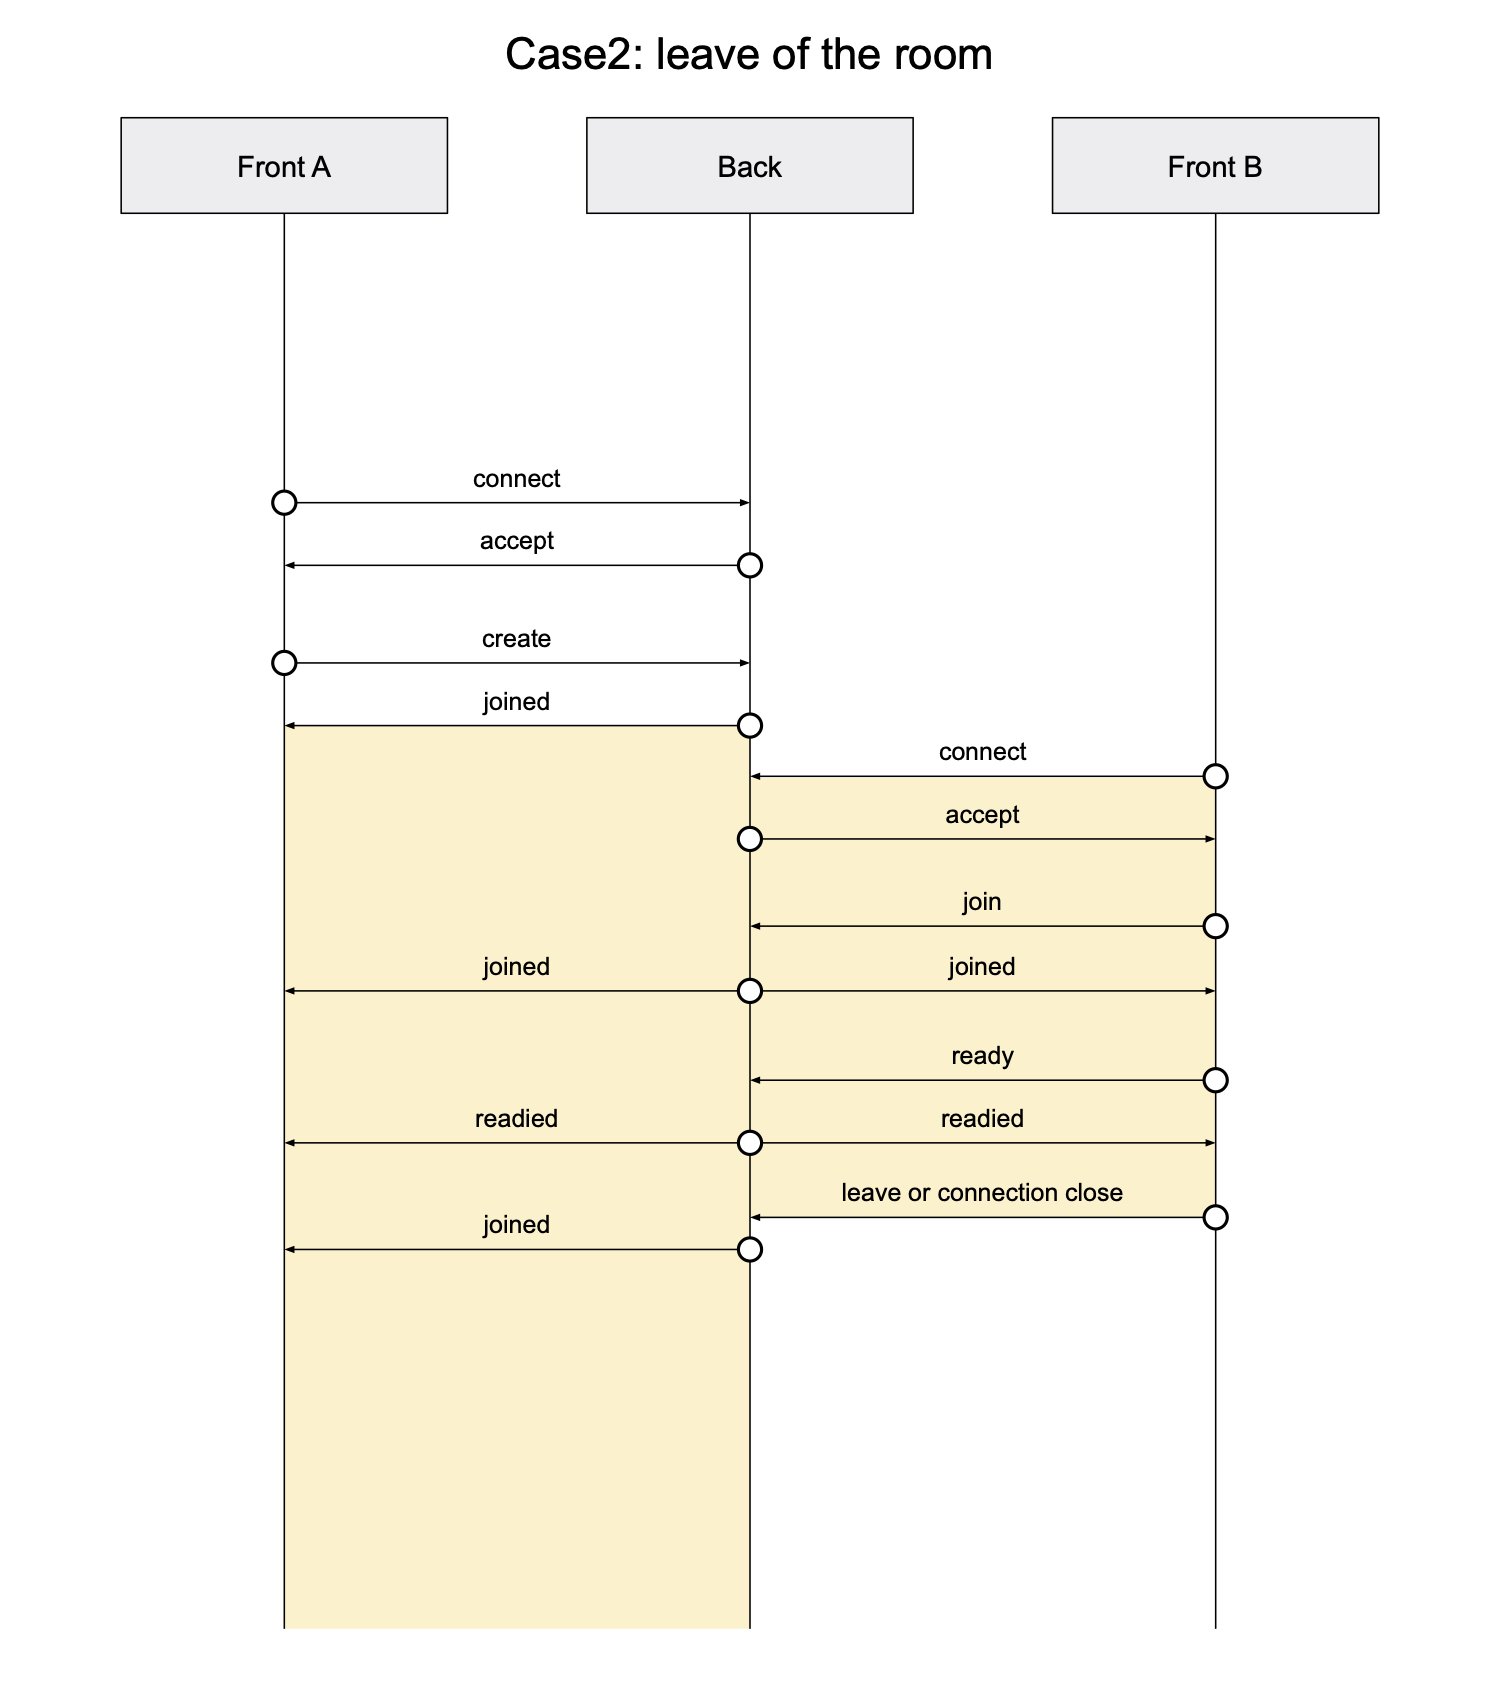 Case2: leave of the room
Front A
Back
Front B
connect
accept
create
joined
connect
accept
join
joined
joined
ready
readied
readied
leave or connection close
joined